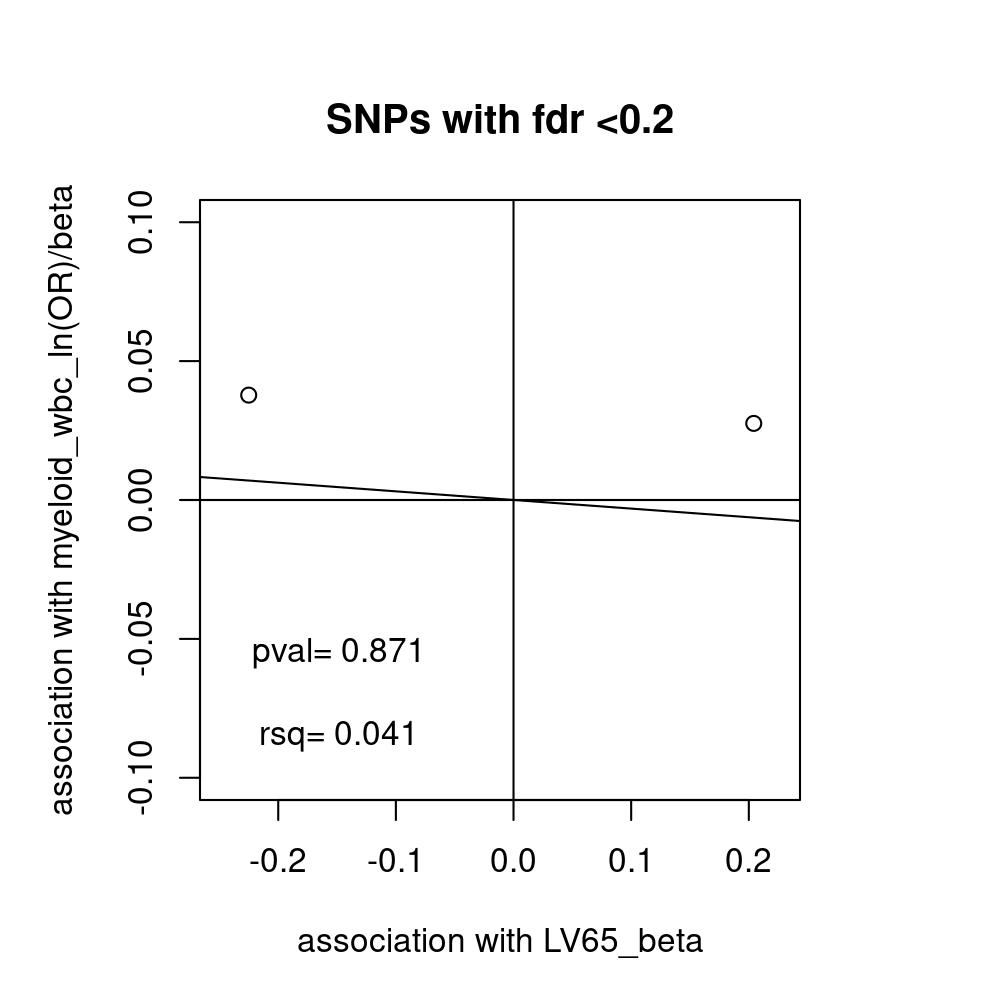 SNPs with fdr <0.2
association with myeloid_wbc_ln(OR)/beta
0.10
0.05
0.00
-0.05
-0.10
pval= 0.871
rsq= 0.041
-0.2 -0.1 0.0 0.1 0.2
association with LV65_beta